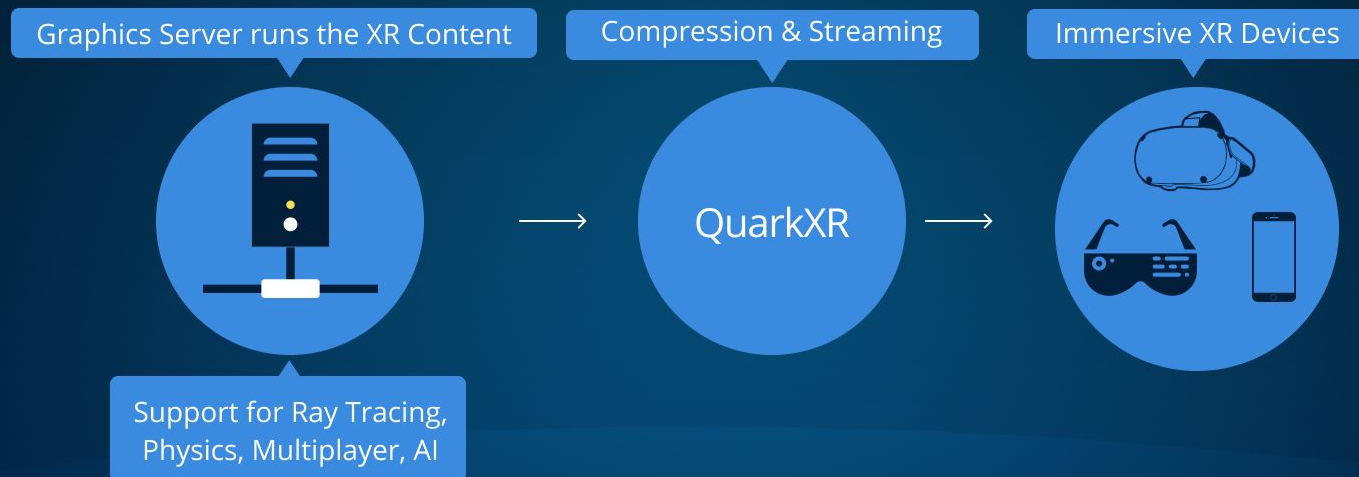 Graphics Server runs the XR Content
Compression & Streaming
Immersive XR Devices
QuarkXR
Support for Ray Tracing,
Physics, Multiplayer, AI